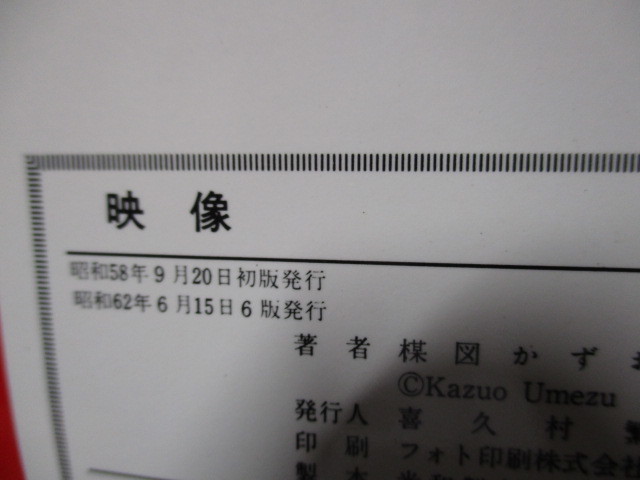 映像
昭和58年9月20日初版発行
昭和62年6月15日6版発行
著者 楳図かず
©Kazuo Umezu
発行人 喜久村
印刷 フォト印刷株式会社
製本